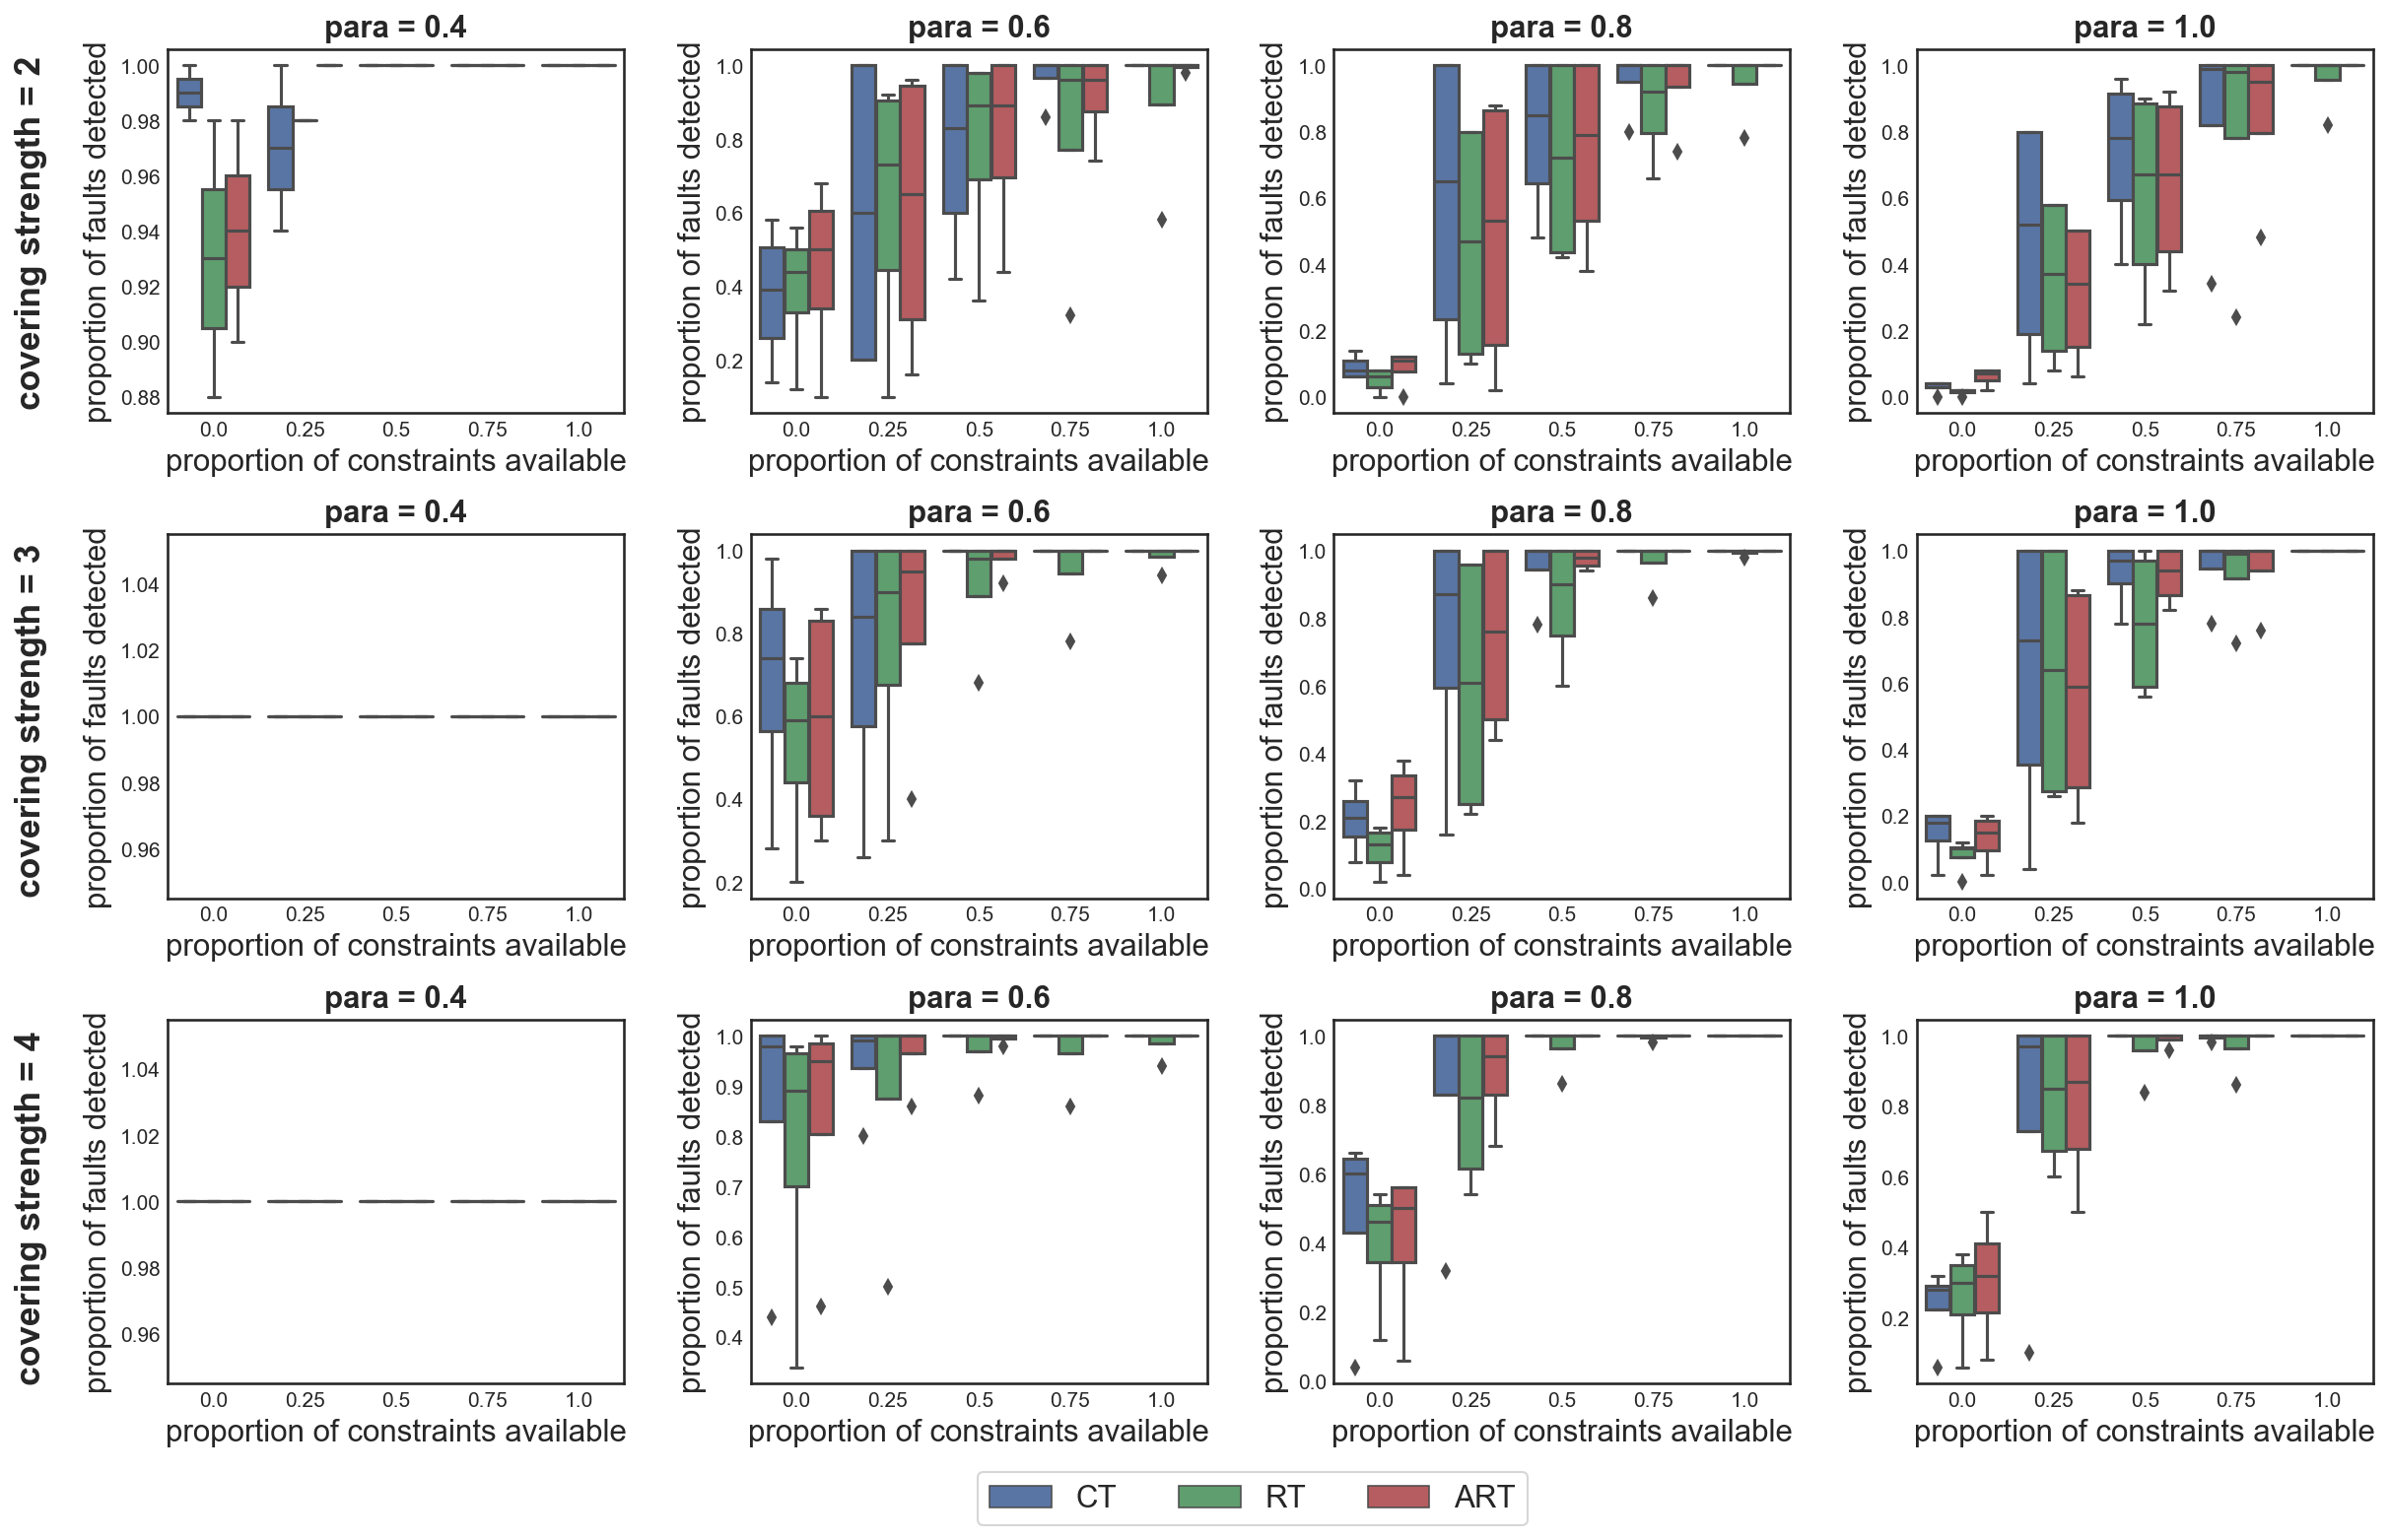 covering strength = 2
para = 0.4
proportion of faults detected
1.00
0.98
0.96
0.94
0.92
0.90
0.88
0.0 0.25 0.5 0.75 1.0
proportion of constraints available
para = 0.6
proportion of faults detected
1.0
0.8
0.6
0.4
0.2
0.0 0.25 0.5 0.75 1.0
proportion of constraints available
para = 0.8
proportion of faults detected
1.0
0.8
0.6
0.4
0.2
0.0
0.0 0.25 0.5 0.75 1.0
proportion of constraints available
para = 1.0
proportion of faults detected
1.0
0.8
0.6
0.4
0.2
0.0
0.0 0.25 0.5 0.75 1.0
proportion of constraints available
covering strength = 3
para = 0.4
proportion of faults detected
1.04
1.02
1.00
0.98
0.96
0.0 0.25 0.5 0.75 1.0
proportion of constraints available
para = 0.6
proportion of faults detected
1.0
0.8
0.6
0.4
0.2
0.0 0.25 0.5 0.75 1.0
proportion of constraints available
para = 0.8
proportion of faults detected
1.0
0.8
0.6
0.4
0.2
0.0
0.0 0.25 0.5 0.75 1.0
proportion of constraints available
para = 1.0
proportion of faults detected
1.0
0.8
0.6
0.4
0.2
0.0
0.0 0.25 0.5 0.75 1.0
proportion of constraints available
covering strength = 4
para = 0.4
proportion of faults detected
1.04
1.02
1.00
0.98
0.96
0.0 0.25 0.5 0.75 1.0
proportion of constraints available
para = 0.6
proportion of faults detected
1.0
0.9
0.8
0.7
0.6
0.5
0.4
0.0 0.25 0.5 0.75 1.0
proportion of constraints available
para = 0.8
proportion of faults detected
1.0
0.8
0.6
0.4
0.2
0.0
0.0 0.25 0.5 0.75 1.0
proportion of constraints available
para = 1.0
proportion of faults detected
1.0
0.8
0.6
0.4
0.2
0.0 0.25 0.5 0.75 1.0
proportion of constraints available
CT RT ART